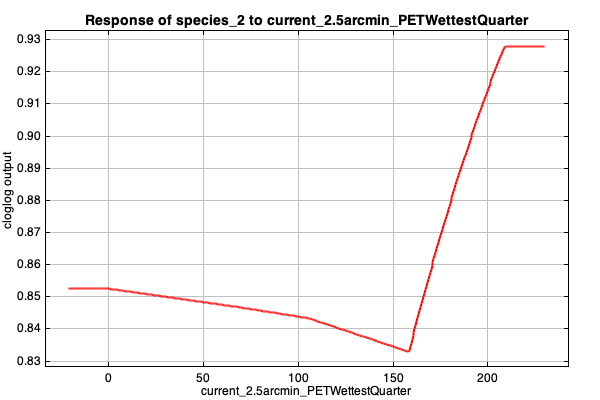 Response of species_2 to current_2.5arcmin_PETWettestQuarter
0.93
0.92
0.91
0.90
0.89
0.88
0.87
0.86
0.85
0.84
0.83
cloglog output
0 50 100 150 200
current_2.5arcmin_PETWettestQuarter